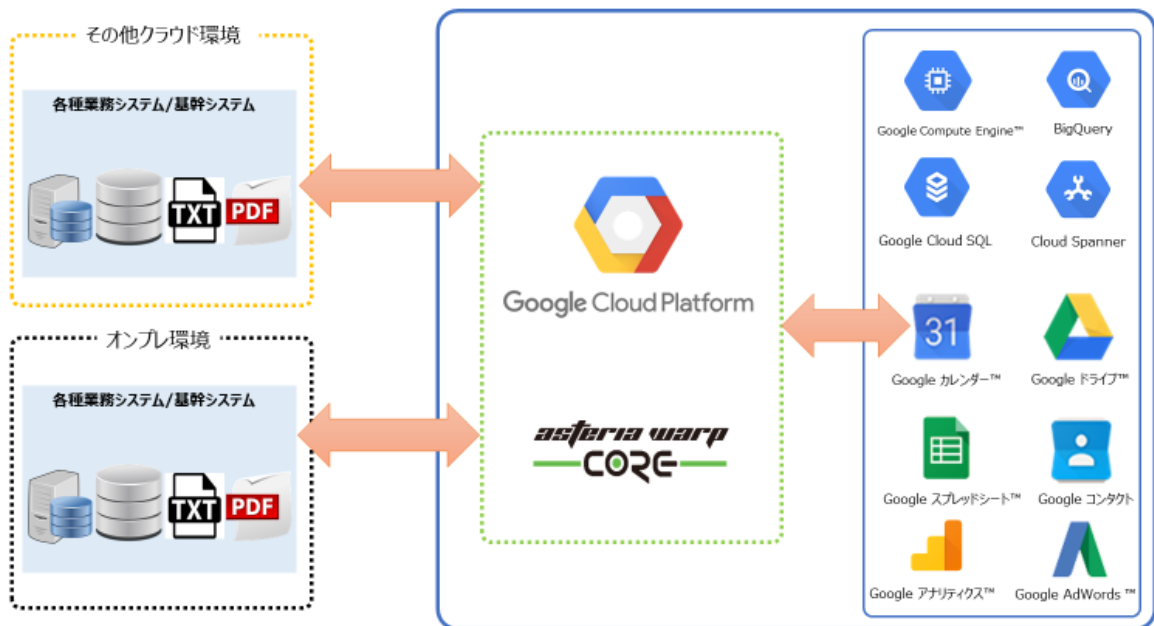 その他クラウド環境
各種業務システム/基幹システム
TXT
PDF
オンプレ環境
各種業務システム/基幹システム
TXT
PDF
Google Cloud Platform
asteria warp
CORE
Google Compute Engine™
BigQuery
Google Cloud SQL
Cloud Spanner
31
Google カレンダー™
Google ドライブ™
Google スプレッドシート™
Google コンタクト
Google アナリティクス™
Google AdWords ™